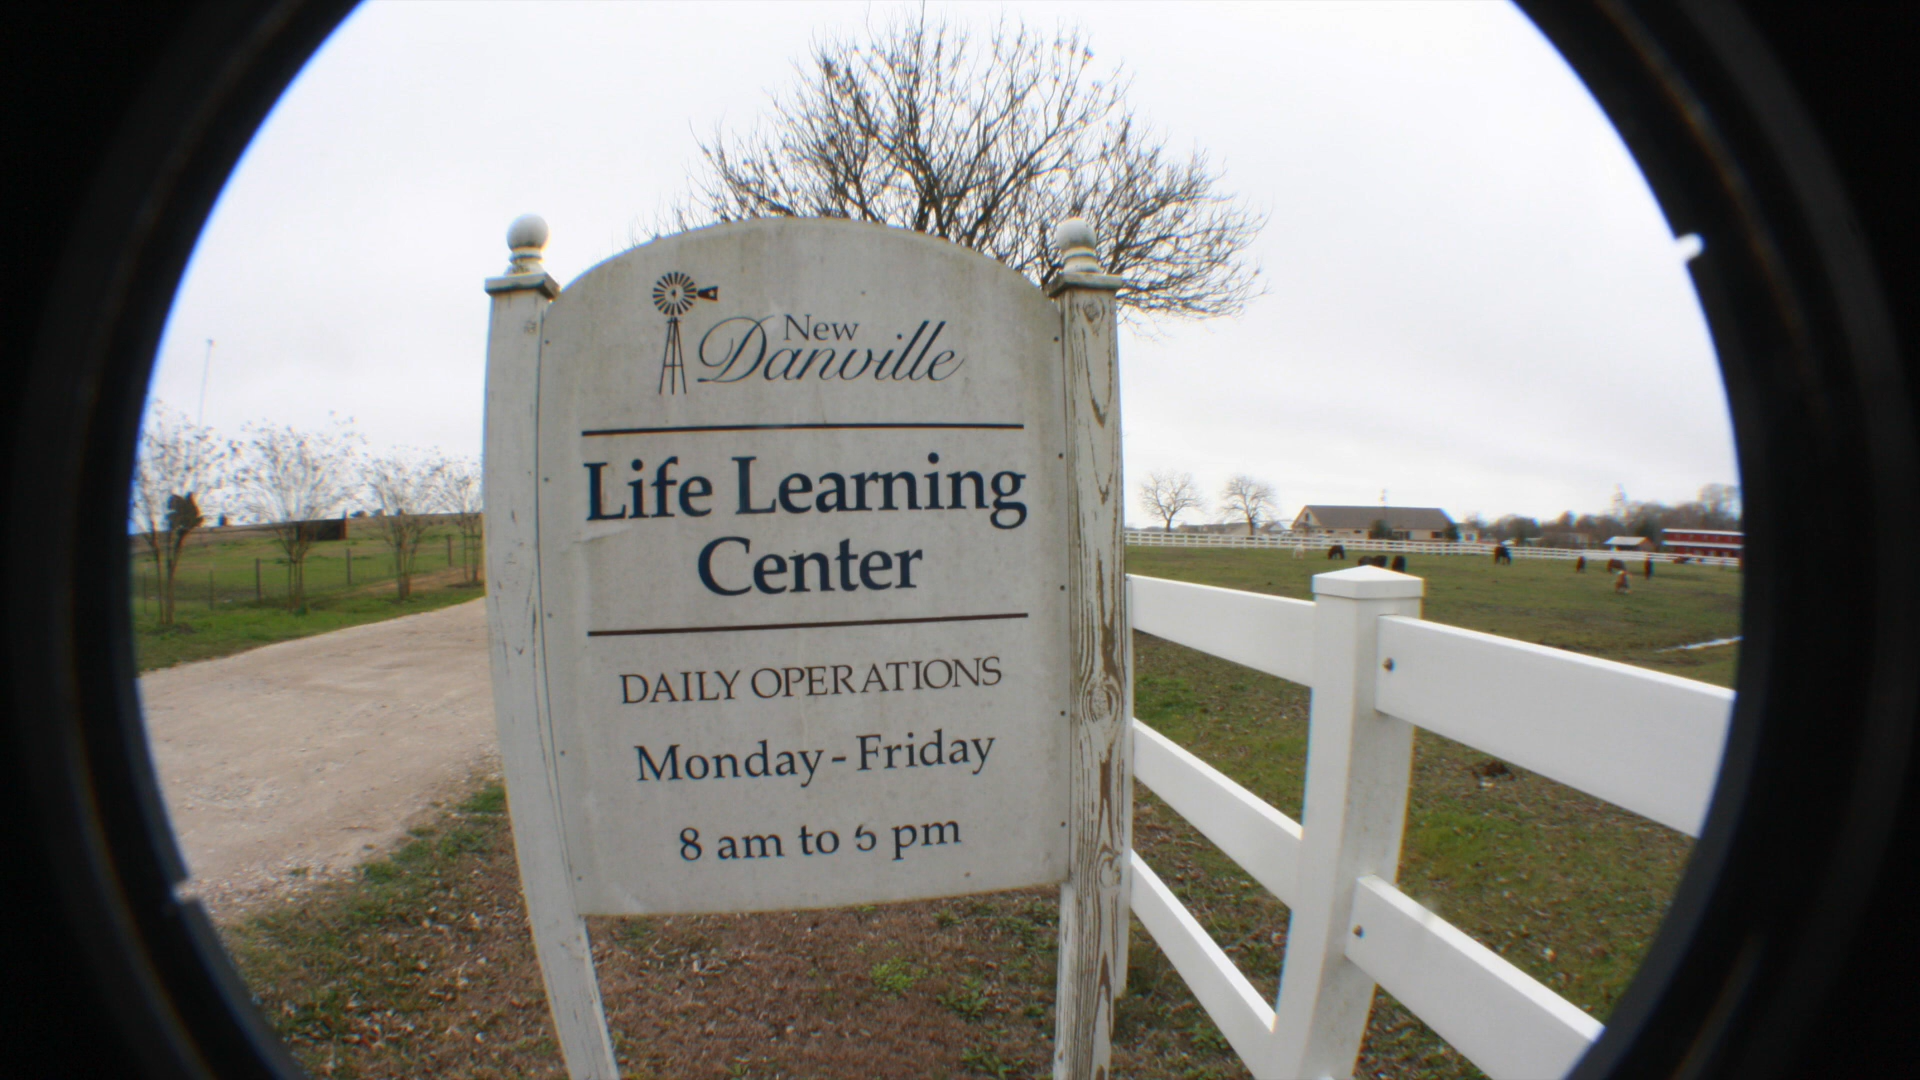 New
Danville
Life Learning
Center
DAILY OPERATIONS
Monday - Friday
8 am to 5 pm